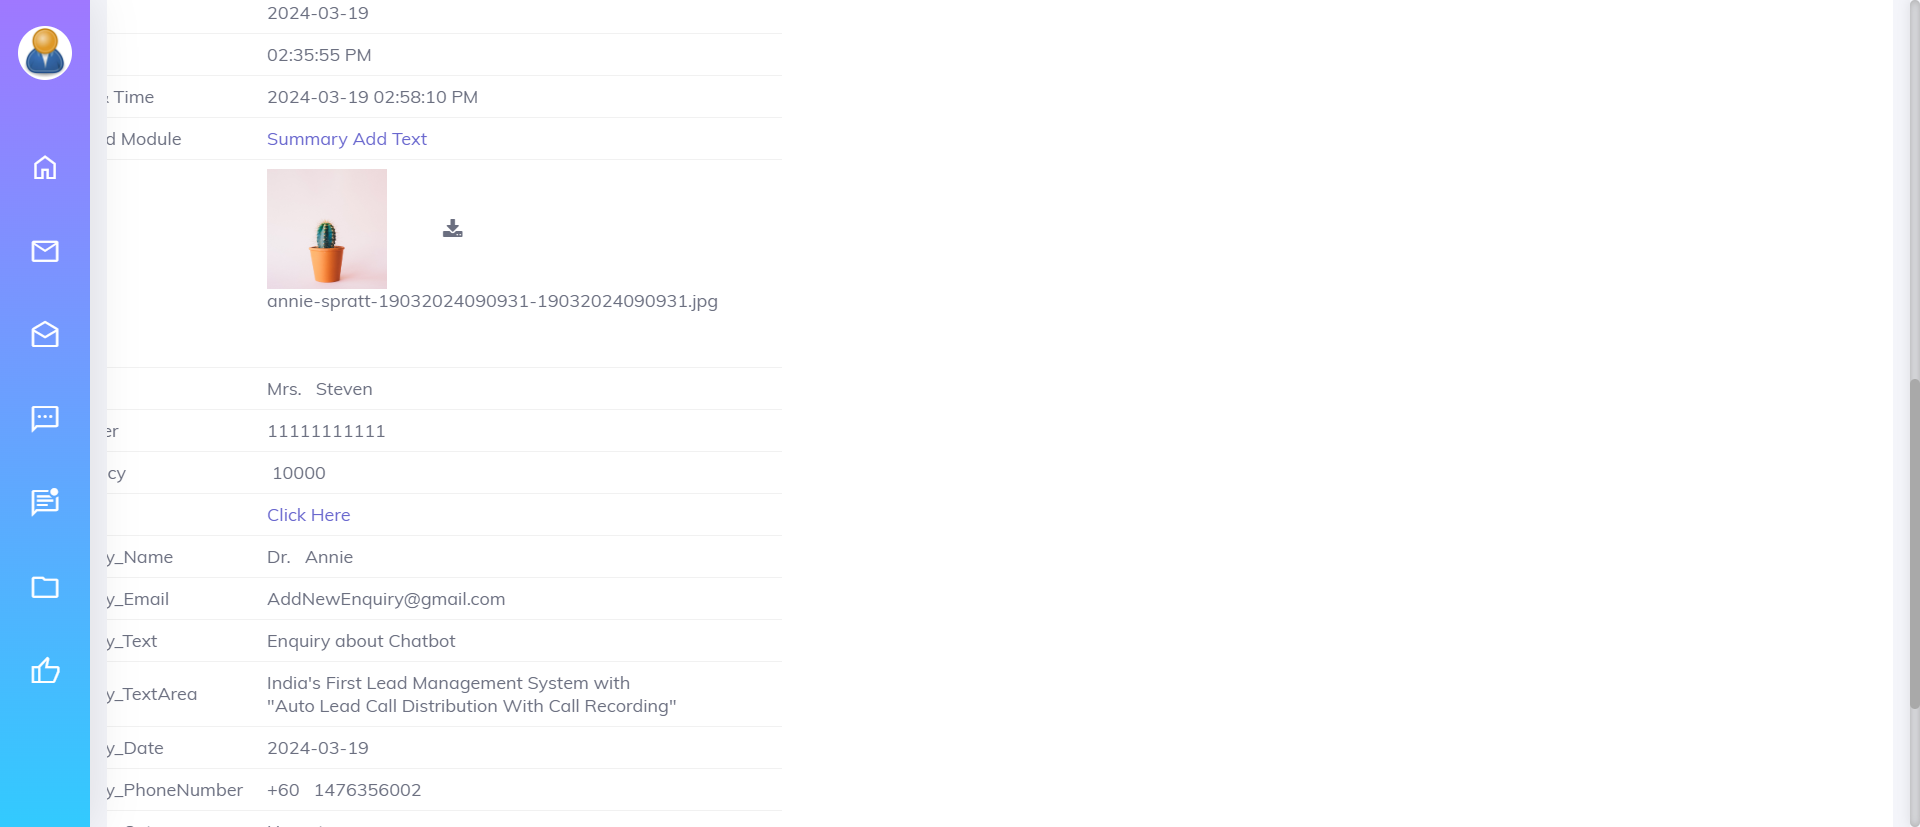 2024-03-19
02:35:55 PM
Time 2024-03-19 02:58:10 PM
d Module Summary Add Text
annie-spratt-19032024090931-19032024090931.jpg
Mrs. Steven
er 11111111111
cy 10000
Click Here
y_Name Dr. Annie
y_Email AddNewEnquiry@gmail.com
y_Text Enquiry about Chatbot
y_TextArea India's First Lead Management System with
"Auto Lead Call Distribution With Call Recording"
y_Date 2024-03-19
y_PhoneNumber +60 1476356002